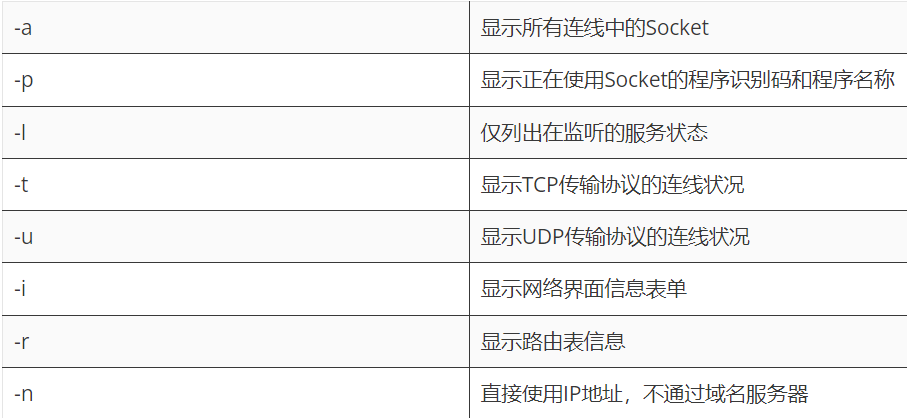 -a 显示所有连线中的Socket
-p 显示正在使用Socket的程序识别码和程序名称
-l 仅列出在监听的服务状态
-t 显示TCP传输协议的连线状况
-u 显示UDP传输协议的连线状况
-i 显示网络界面信息表单
-r 显示路由表信息
-n 直接使用IP地址，不通过域名服务器